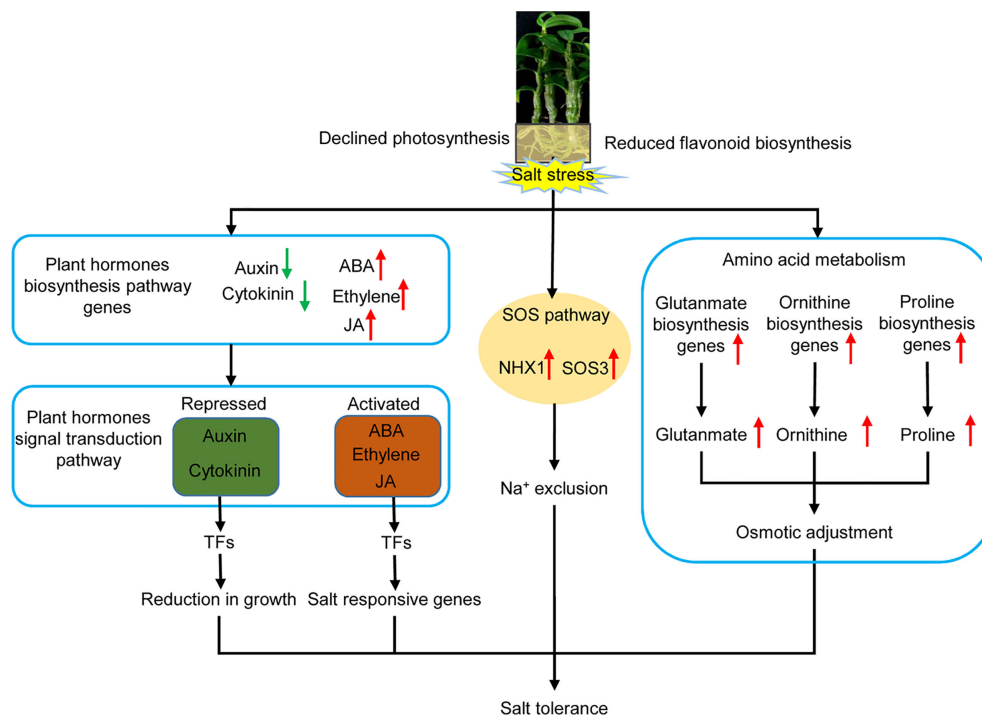 Declined photosynthesis
Reduced flavonoid biosynthesis
Salt stress
Plant hormones
biosynthesis pathway
genes
Auxin
Cytokinin
ABA
Ethylene
JA
SOS pathway
NHX1
SOS3
Amino acid metabolism
Glutanmate
biosynthesis
genes
Ornithine
biosynthesis
genes
Proline
biosynthesis
genes
Plant hormones
signal transduction
pathway
Repressed
Auxin
Cytokinin
Activated
ABA
Ethylene
JA
Glutanmate
Ornithine
Proline
Na⁺ exclusion
Osmotic adjustment
TFs
TFs
Reduction in growth
Salt responsive genes
Salt tolerance